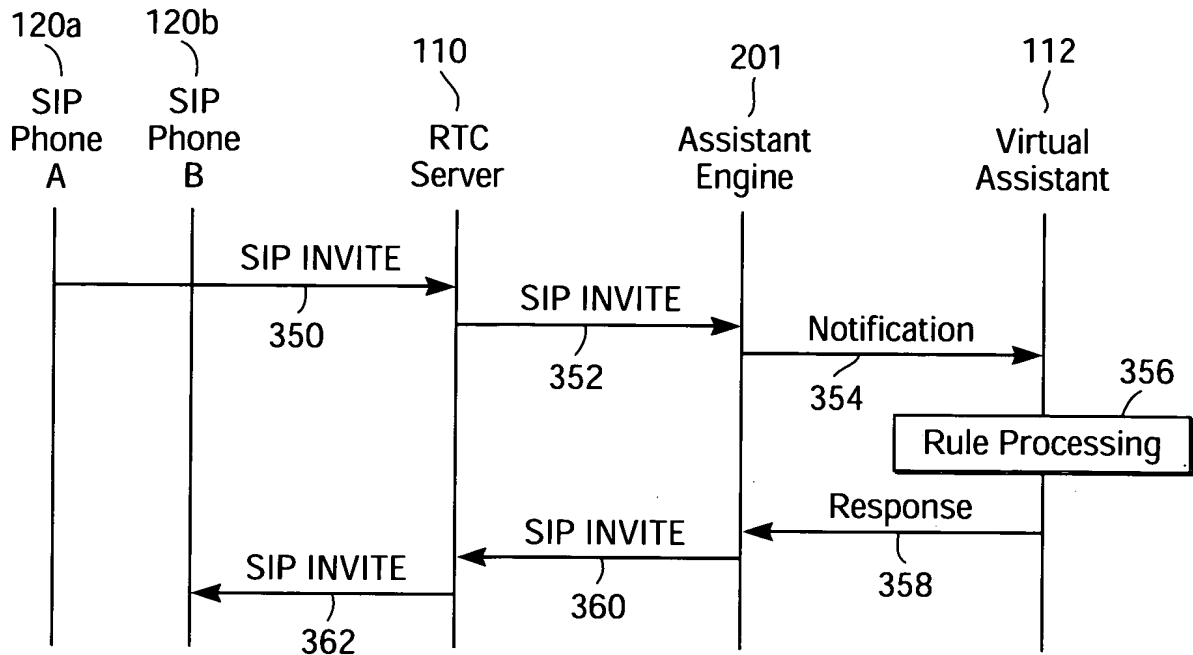 120a 120b 110 201 112
SIP Phone A
SIP Phone B
RTC Server
Assistant Engine
Virtual Assistant
SIP INVITE
350
SIP INVITE
352
Notification
354
356
Rule Processing
Response
358
SIP INVITE
360
SIP INVITE
362